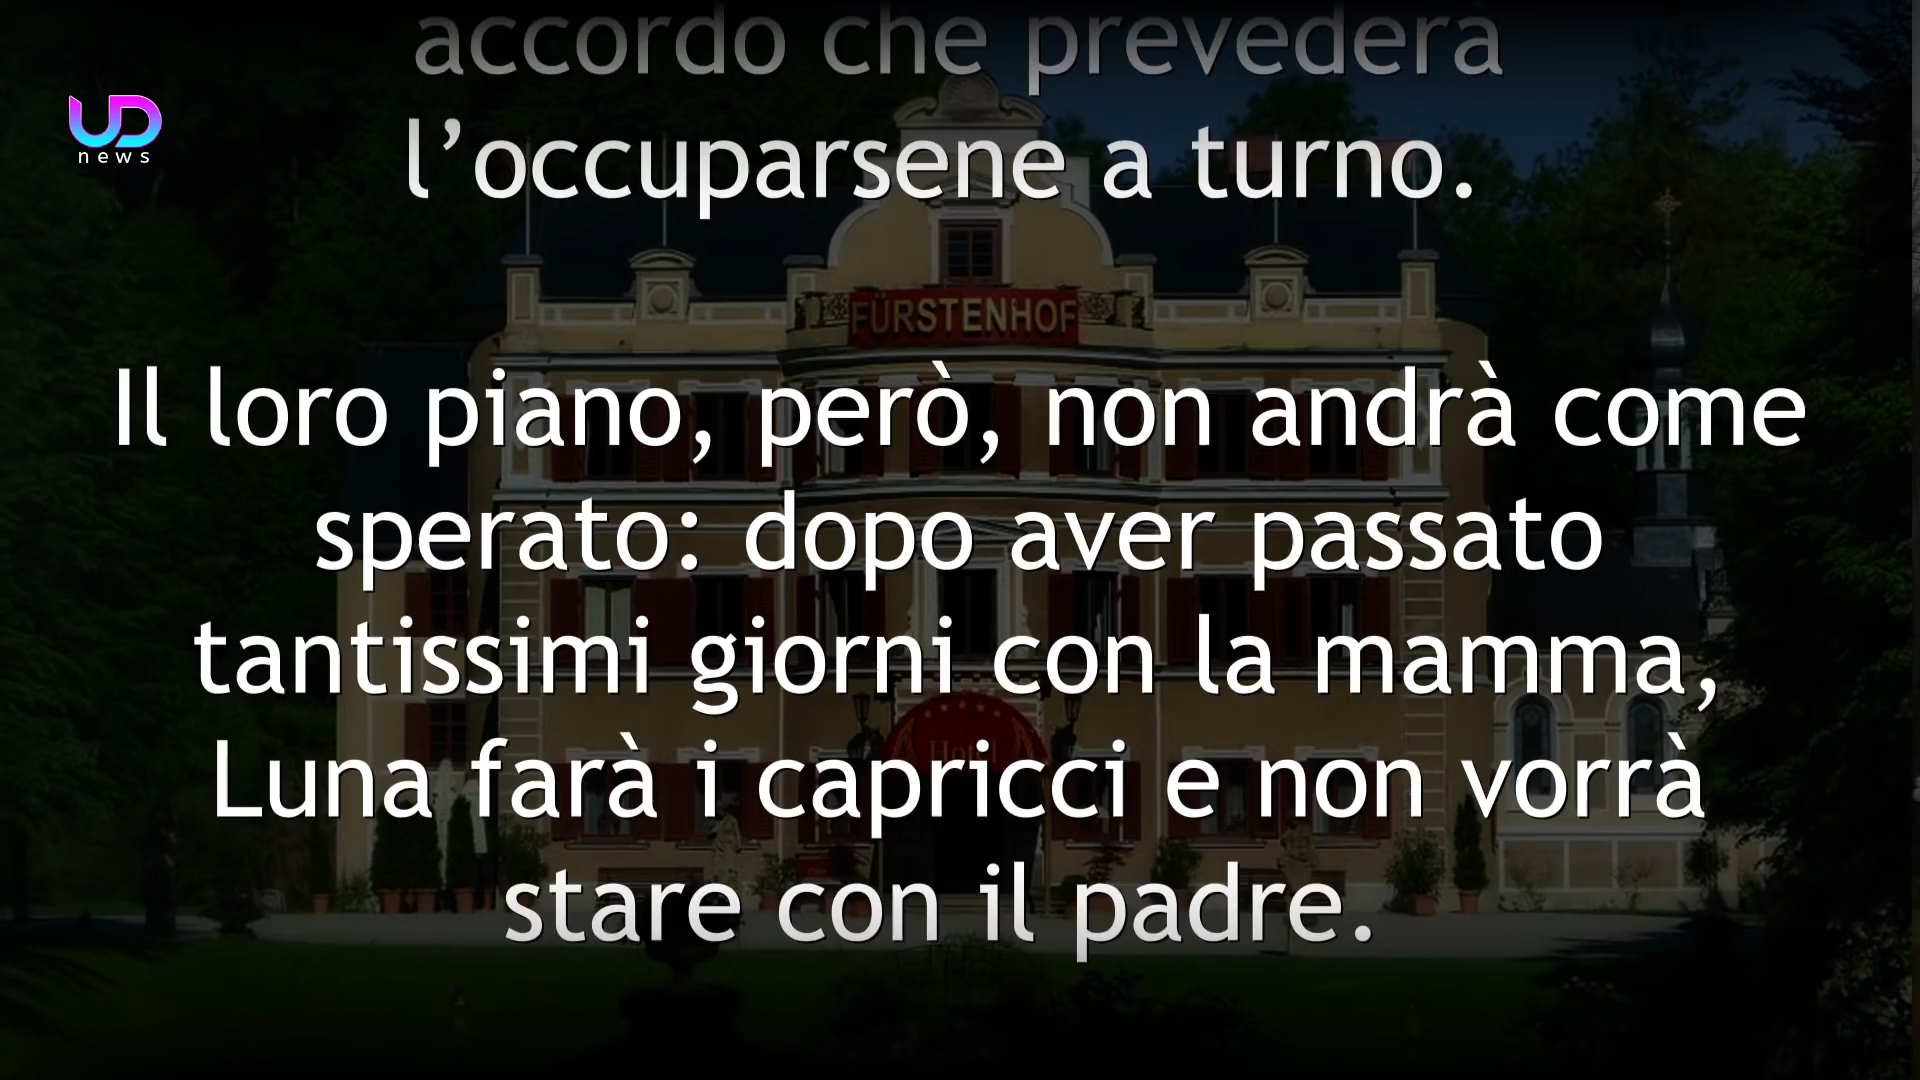 accordo che prevederà
UD
news
l’occuparsene a turno.
FÜRSTENHOF
Il loro piano, però, non andrà come
sperato: dopo aver passato
tantissimi giorni con la mamma,
Hotel
Luna farà i capricci e non vorrà
stare con il padre.